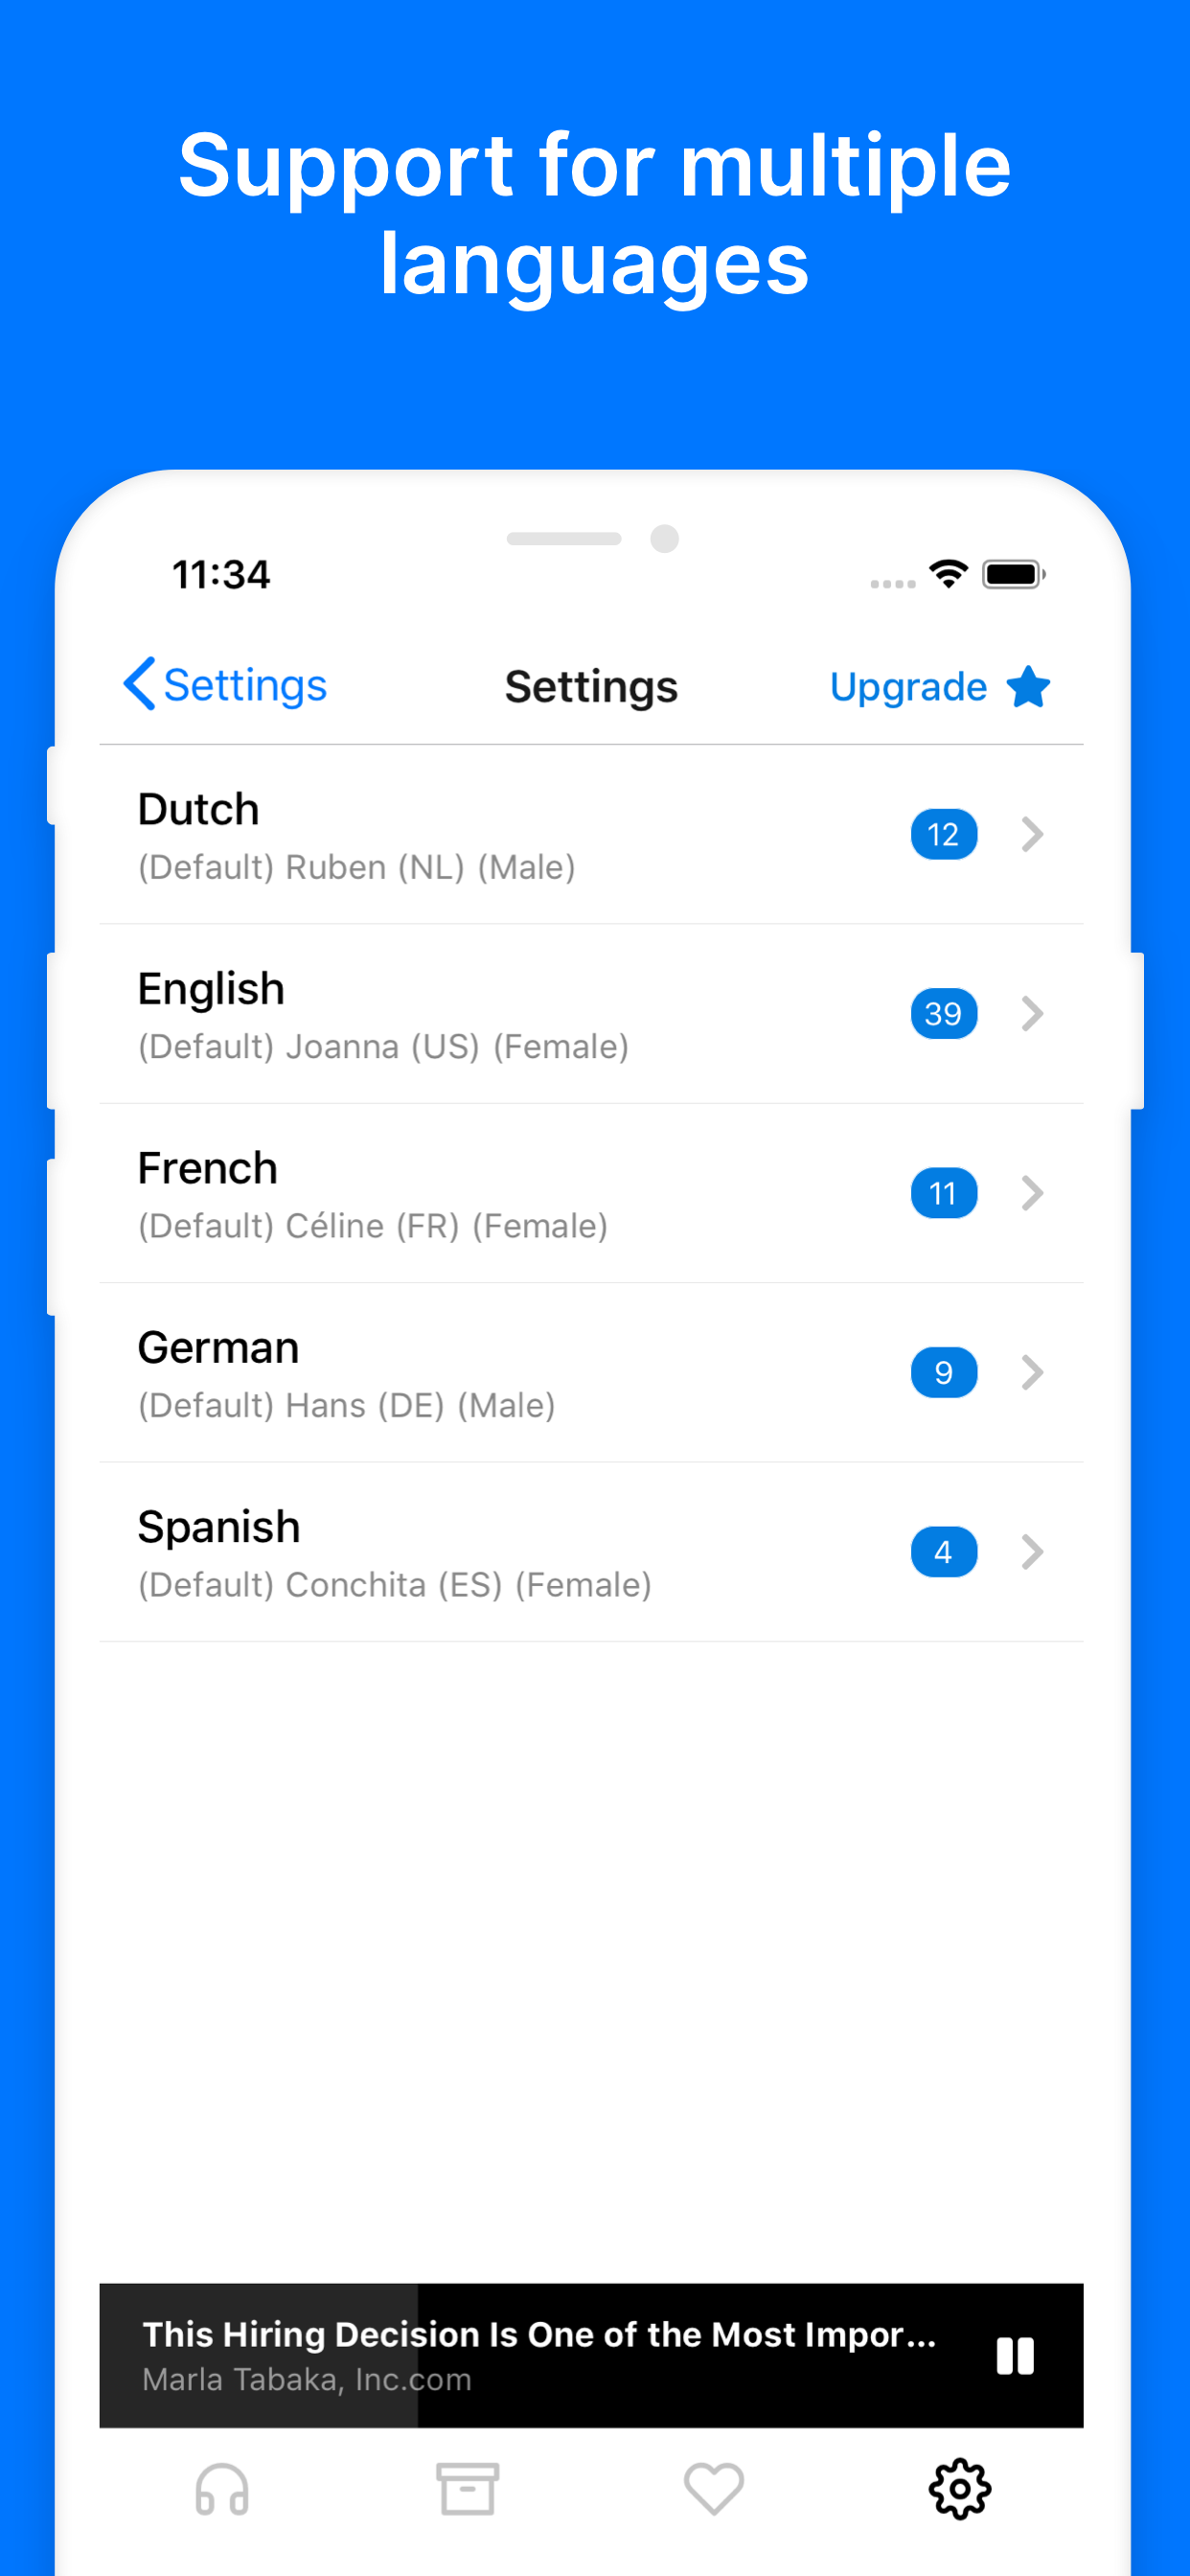 Support for multiple
languages
11:34
Settings
Settings
Upgrade
Dutch
12
(Default) Ruben (NL) (Male)
English
39
(Default) Joanna (US) (Female)
French
11
(Default) Céline (FR) (Female)
German
9
(Default) Hans (DE) (Male)
Spanish
4
(Default) Conchita (ES) (Female)
This Hiring Decision Is One of the Most Impor...
Marla Tabaka, Inc.com